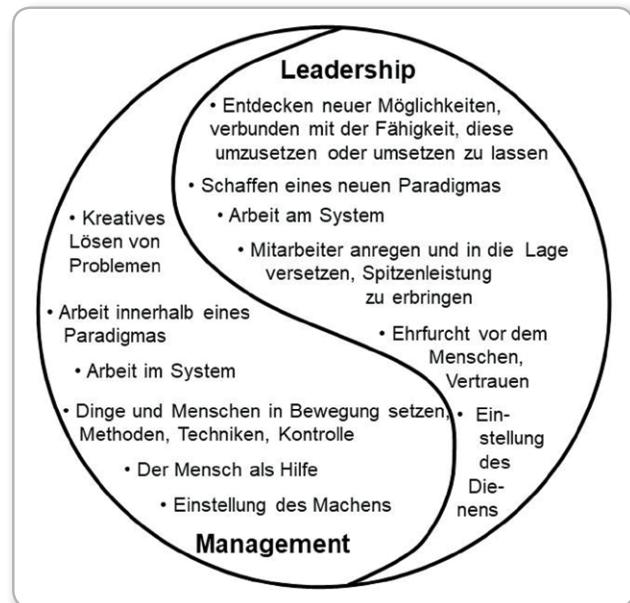 Leadership
• Entdecken neuer Möglichkeiten,
verbunden mit der Fähigkeit, diese
umzusetzen oder umsetzen zu lassen
• Schaffen eines neuen Paradigmas
• Arbeit am System
• Mitarbeiter anregen und in die Lage
versetzen, Spitzenleistung
zu erbringen
• Ehrfurcht vor dem
Menschen,
Vertrauen
• Ein-
stellung
des
Die-
nens
• Kreatives
Lösen von
Problemen
• Arbeit innerhalb eines
Paradigmas
• Arbeit im System
• Dinge und Menschen in Bewegung setzen,
Methoden, Techniken, Kontrolle
• Der Mensch als Hilfe
• Einstellung des Machens
Management